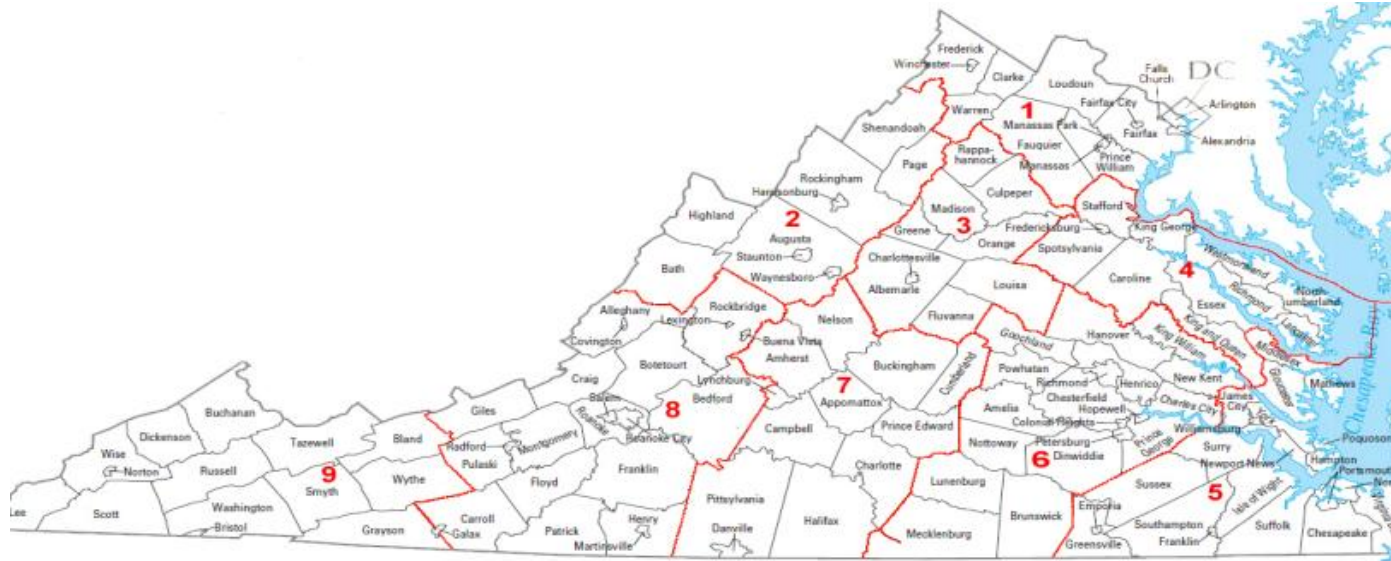 Frederick
Winchester
Clarke
Loudoun
Falls
Church
DC
Arlington
Fairfax City
Fairfax
Alexandria
Warren
1
Manassas Park
Fauquier
Manassas
Prince
William
Shenandoah
Page
Rappa-
hannock
Culpeper
Stafford
Rockingham
Harrisonburg
Madison
3
Fredericksburg
King George
Highland
2
Augusta
Staunton
Waynesboro
Greene
Orange
Spotsylvania
Charlottesville
Albemarle
Caroline
4
Westmoreland
Richmond
North-
umberland
Lancaster
Essex
Bath
Louisa
Fluvanna
Rockbridge
Alleghany
Lexington
Covington
Nelson
Buena Vista
Amherst
Goochland
Hanover
King and Queen
King William
Middlesex
Gloucester
Mathews
Chesapeake Bay
Botetourt
Buckingham
Cumberland
Powhatan
Richmond
Henrico
New Kent
Craig
Lynchburg
Bedford
7
Appomattox
Chesterfield
Hopewell
Charles City
James
City
York
Williamsburg
Poquoson
Giles
Salem
Roanoke
Roanoke City
8
Campbell
Prince Edward
Amelia
Colonial Heights
Petersburg
Dinwiddie
Prince
George
Surry
Newport News
Hampton
Portsmouth
Buchanan
Dickenson
Wise
Norton
Tazewell
Bland
Radford
Montgomery
Pulaski
Nottoway
6
Russell
9
Smyth
Wythe
Floyd
Franklin
Charlotte
Lunenburg
Sussex
5
Isle of Wight
Lee
Scott
Washington
Bristol
Grayson
Carroll
Galax
Patrick
Henry
Martinsville
Pittsylvania
Danville
Halifax
Mecklenburg
Brunswick
Emporia
Greensville
Southampton
Franklin
Suffolk
Chesapeake